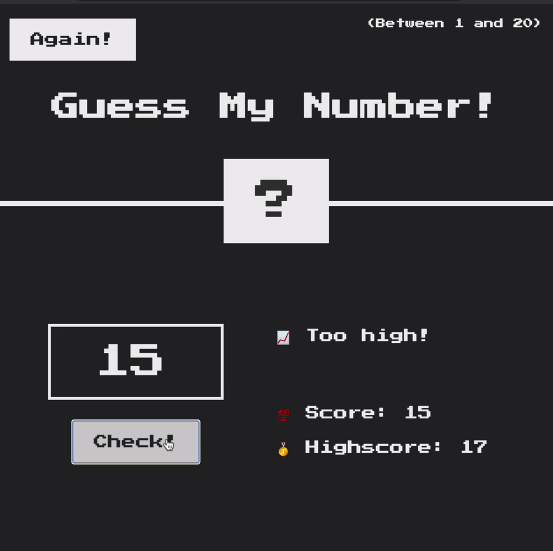 Again!
(Between 1 and 20)
Guess My Number!
?
15
Check!
📈 Too high!
💯 Score: 15
🥇 Highscore: 17